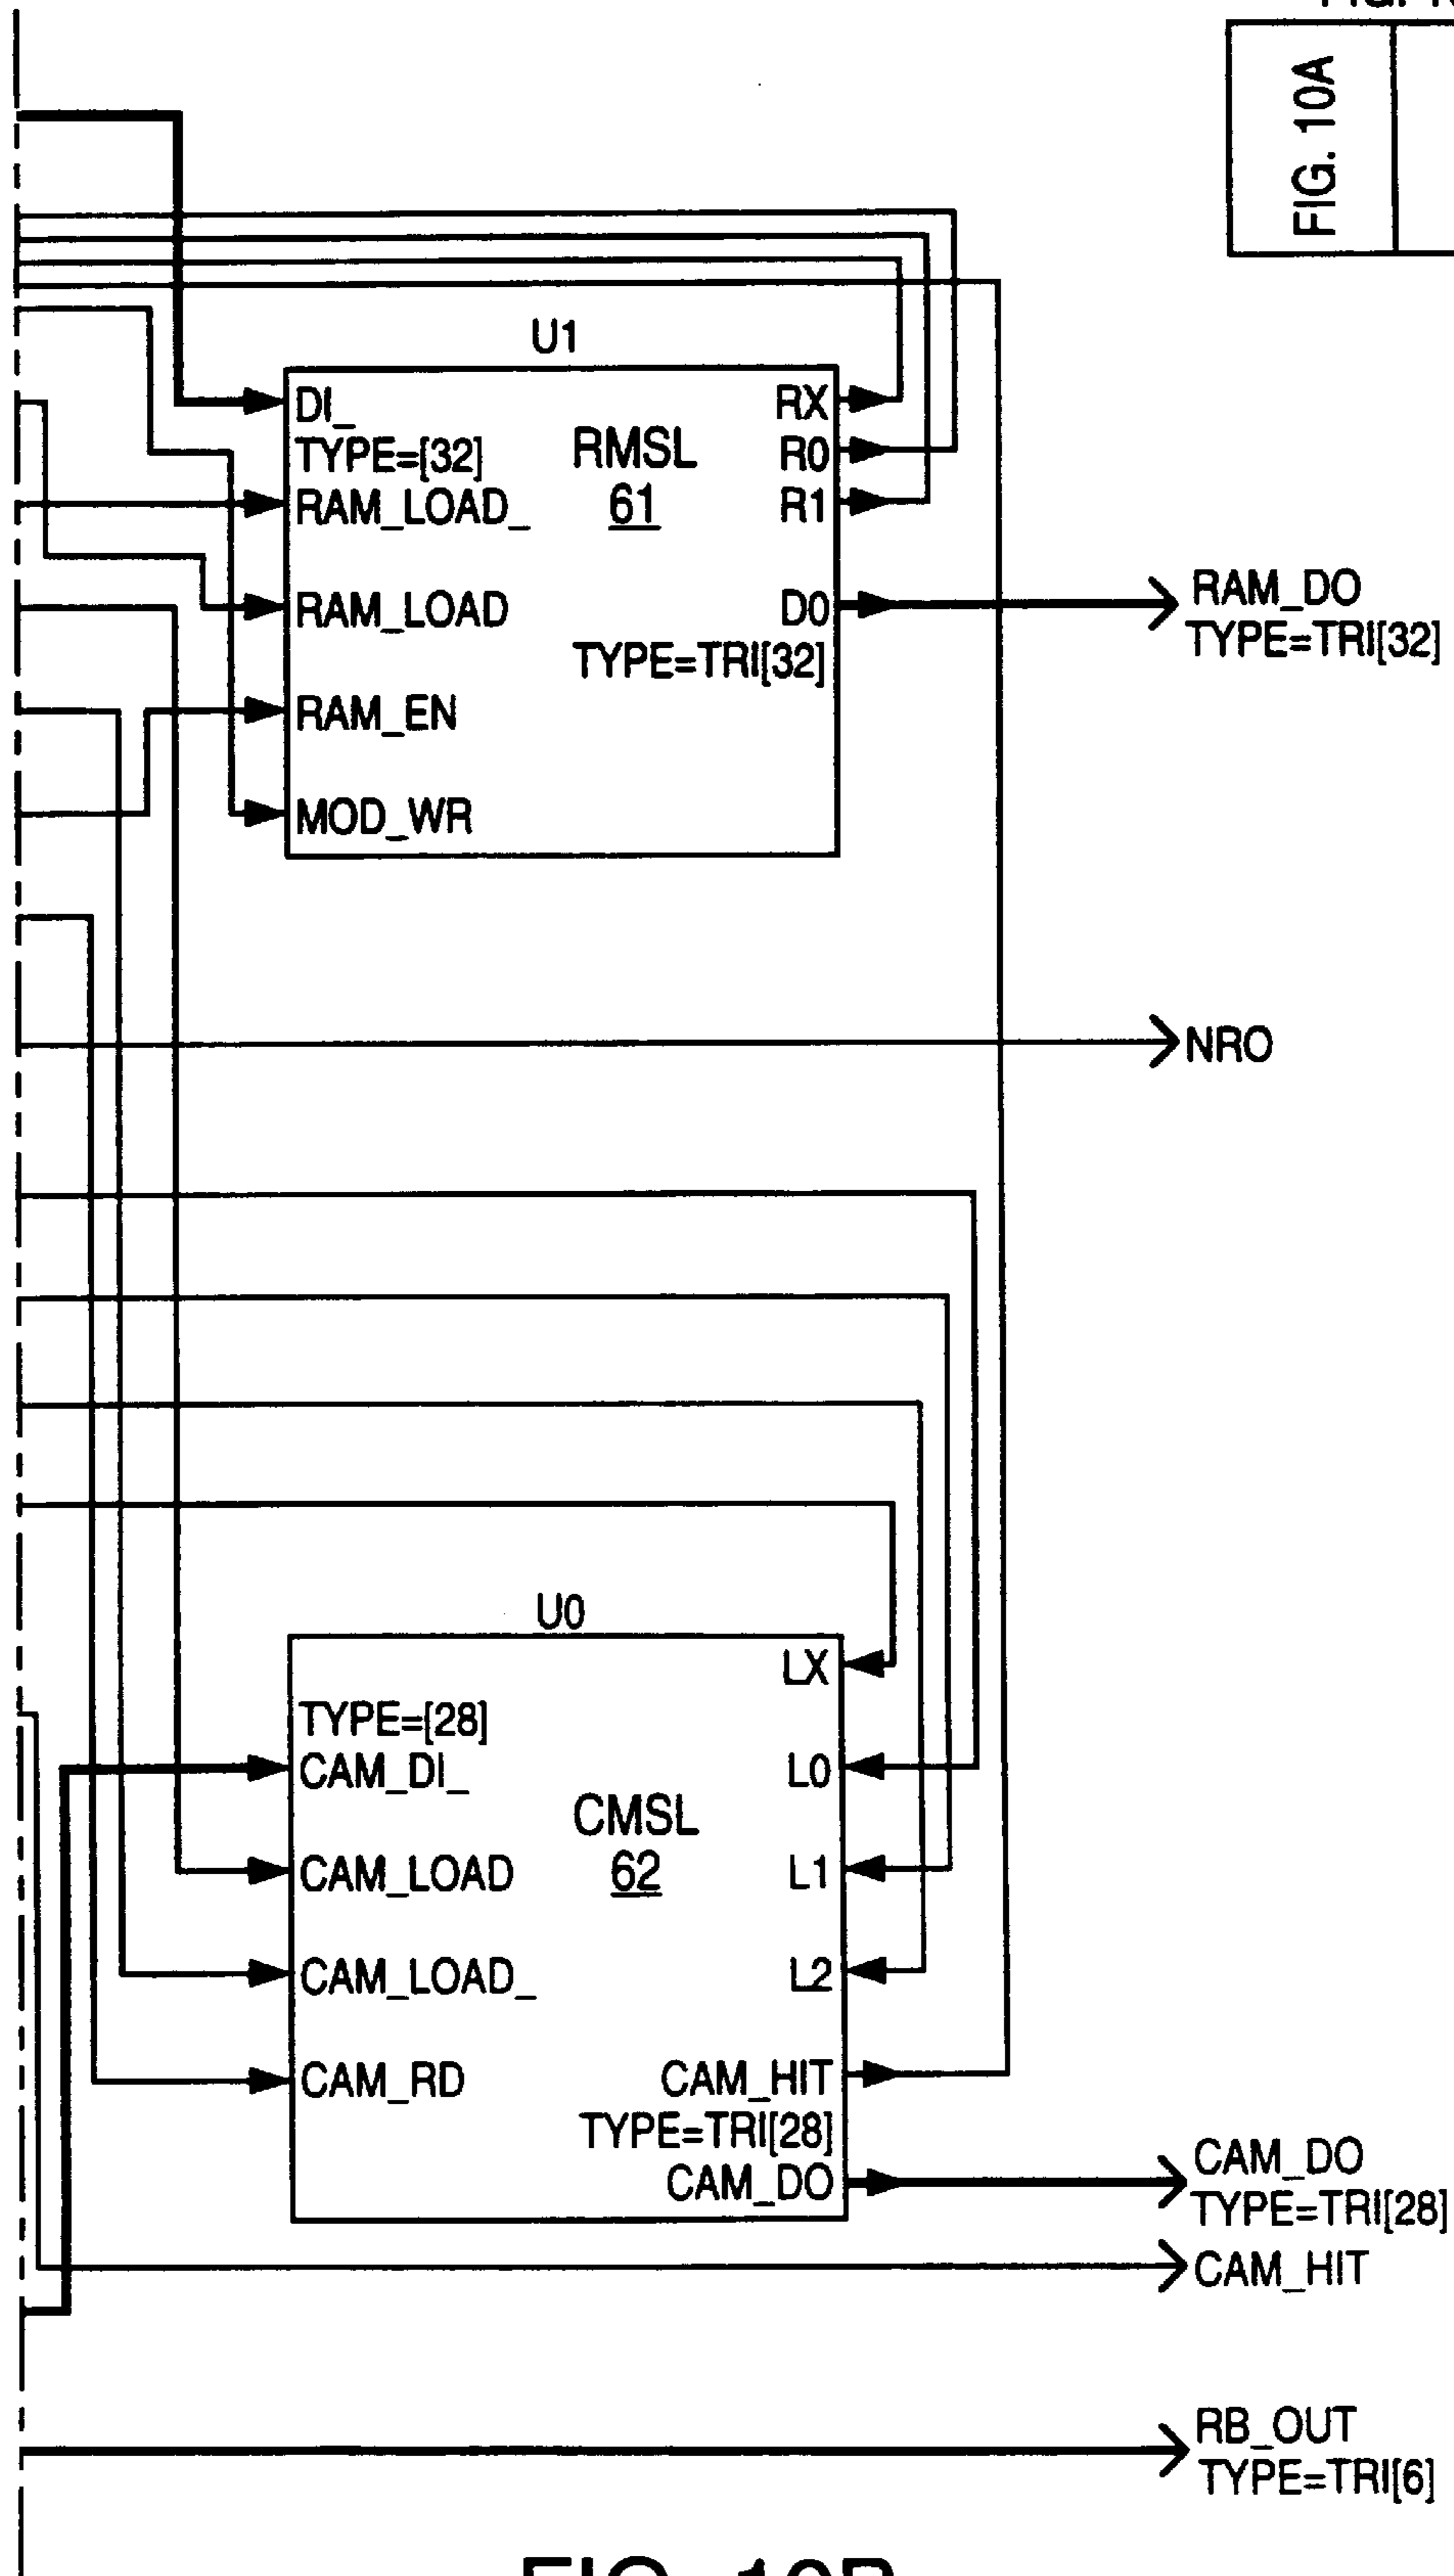 FIG. 10A
U1
DI_
TYPE=[32]
RAM_LOAD_
RAM_LOAD
RAM_EN
MOD_WR
RMSL
61
RX
R0
R1
D0
TYPE=TRI[32]
RAM_DO
TYPE=TRI[32]
NRO
U0
TYPE=[28]
CAM_DI_
CAM_LOAD
CAM_LOAD_
CAM_RD
CMSL
62
LX
L0
L1
L2
CAM_HIT
TYPE=TRI[28]
CAM_DO
CAM_DO
TYPE=TRI[28]
CAM_HIT
RB_OUT
TYPE=TRI[6]